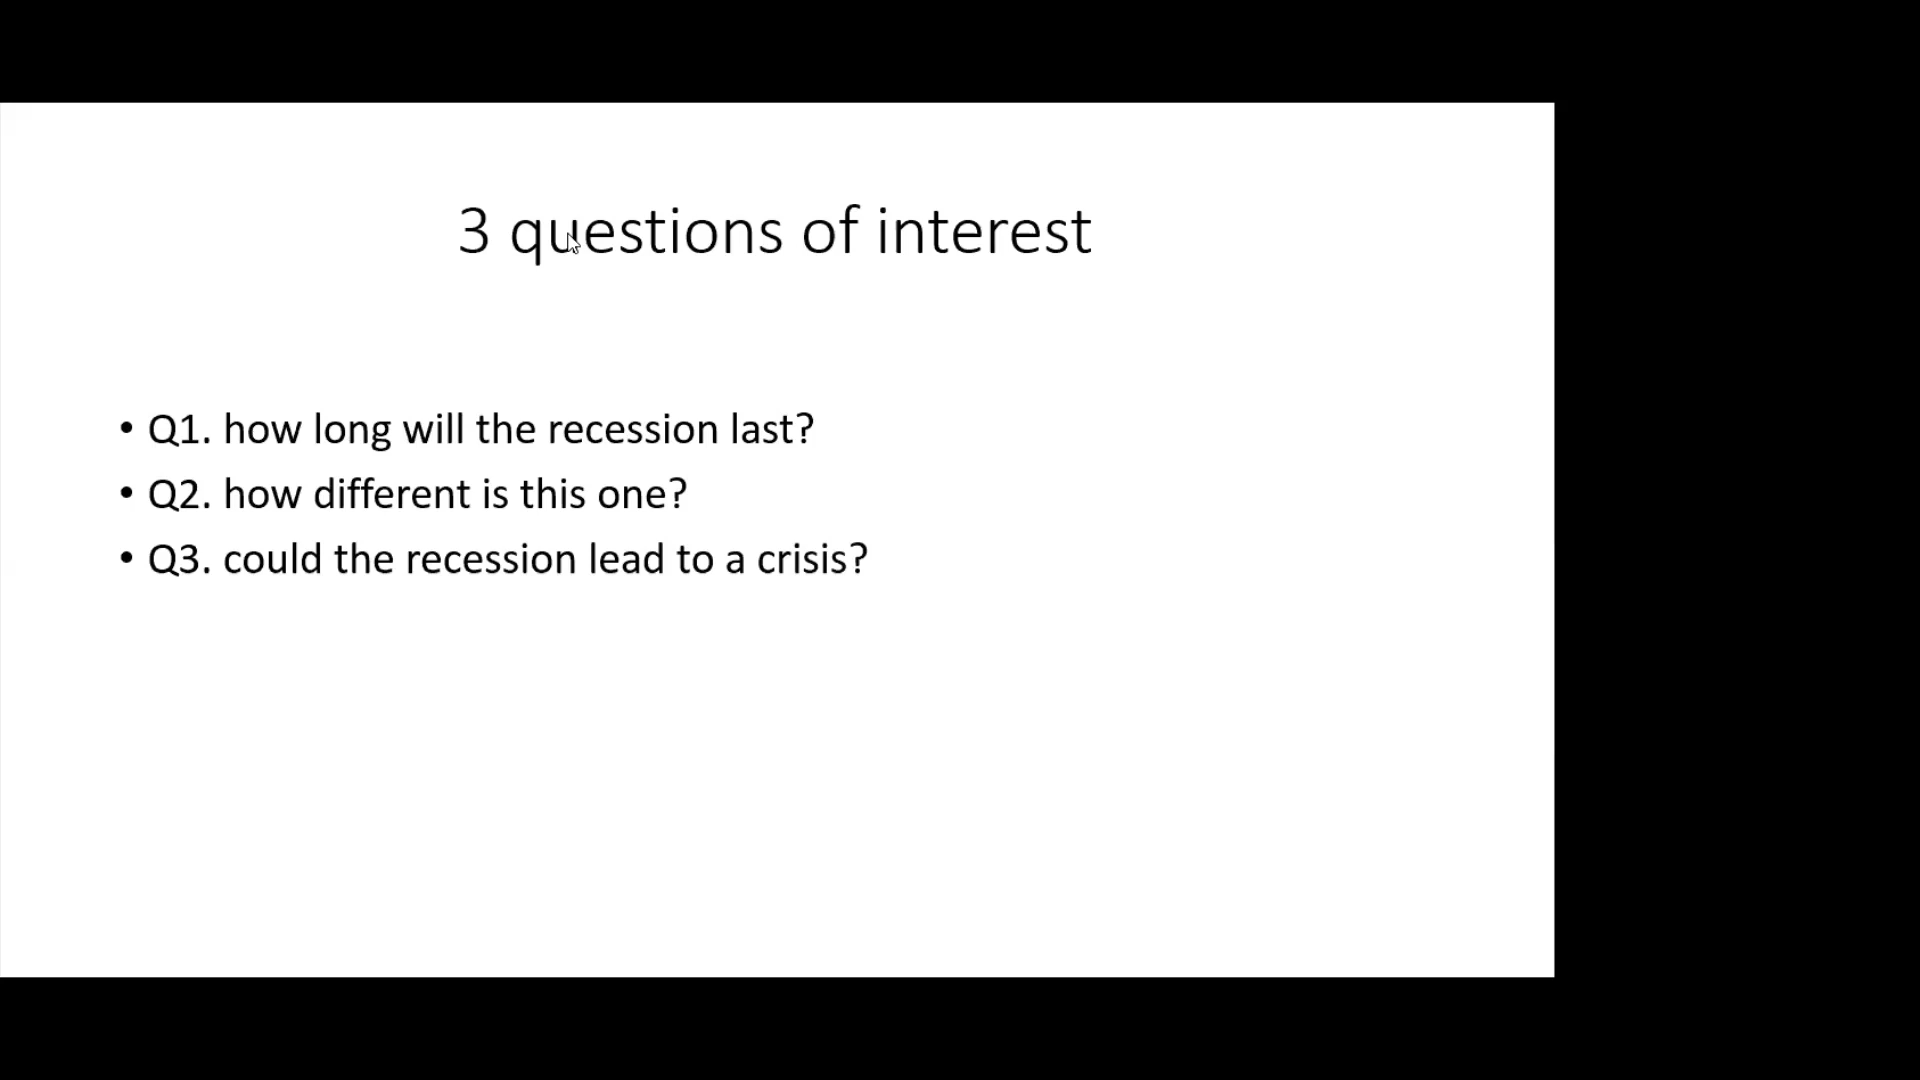 3 questions of interest
• Q1. how long will the recession last?
• Q2. how different is this one?
• Q3. could the recession lead to a crisis?